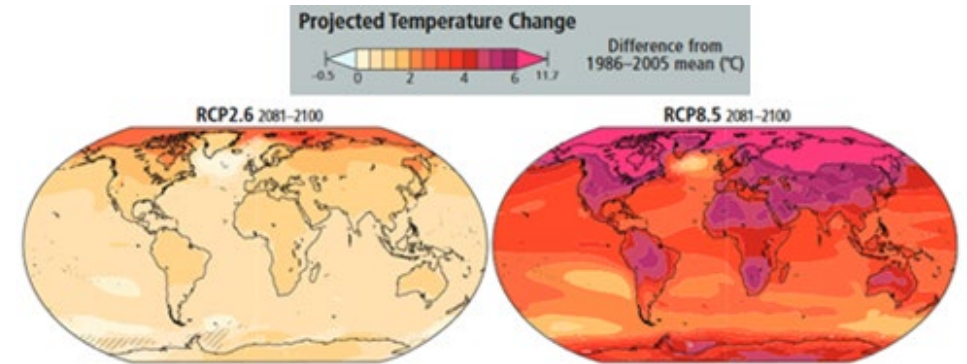 Projected Temperature Change
Difference from
1986–2005 mean (°C)
-0.5 0 2 4 6 11.7
RCP2.6 2081–2100
RCP8.5 2081–2100